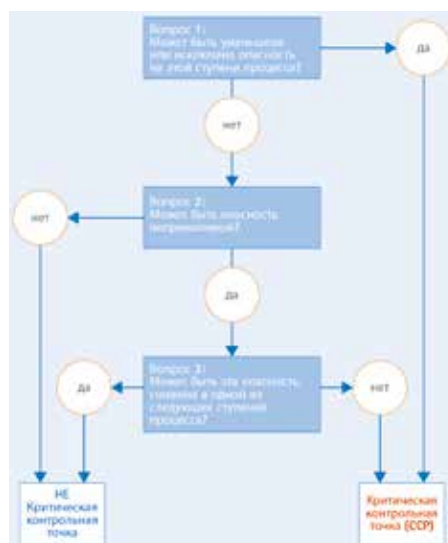 Вопрос 1:
Может быть уменьшена
или исключена опасность
на этой ступени процесса?
да
нет
Вопрос 2:
Может быть опасность
нет
да
Вопрос 3:
Может быть эта опасность
снижена в одной из
следующих ступеней
процесса?
да
нет
НЕ
Критическая
контрольная
точка
Критическая
контрольная
точка (CCP)